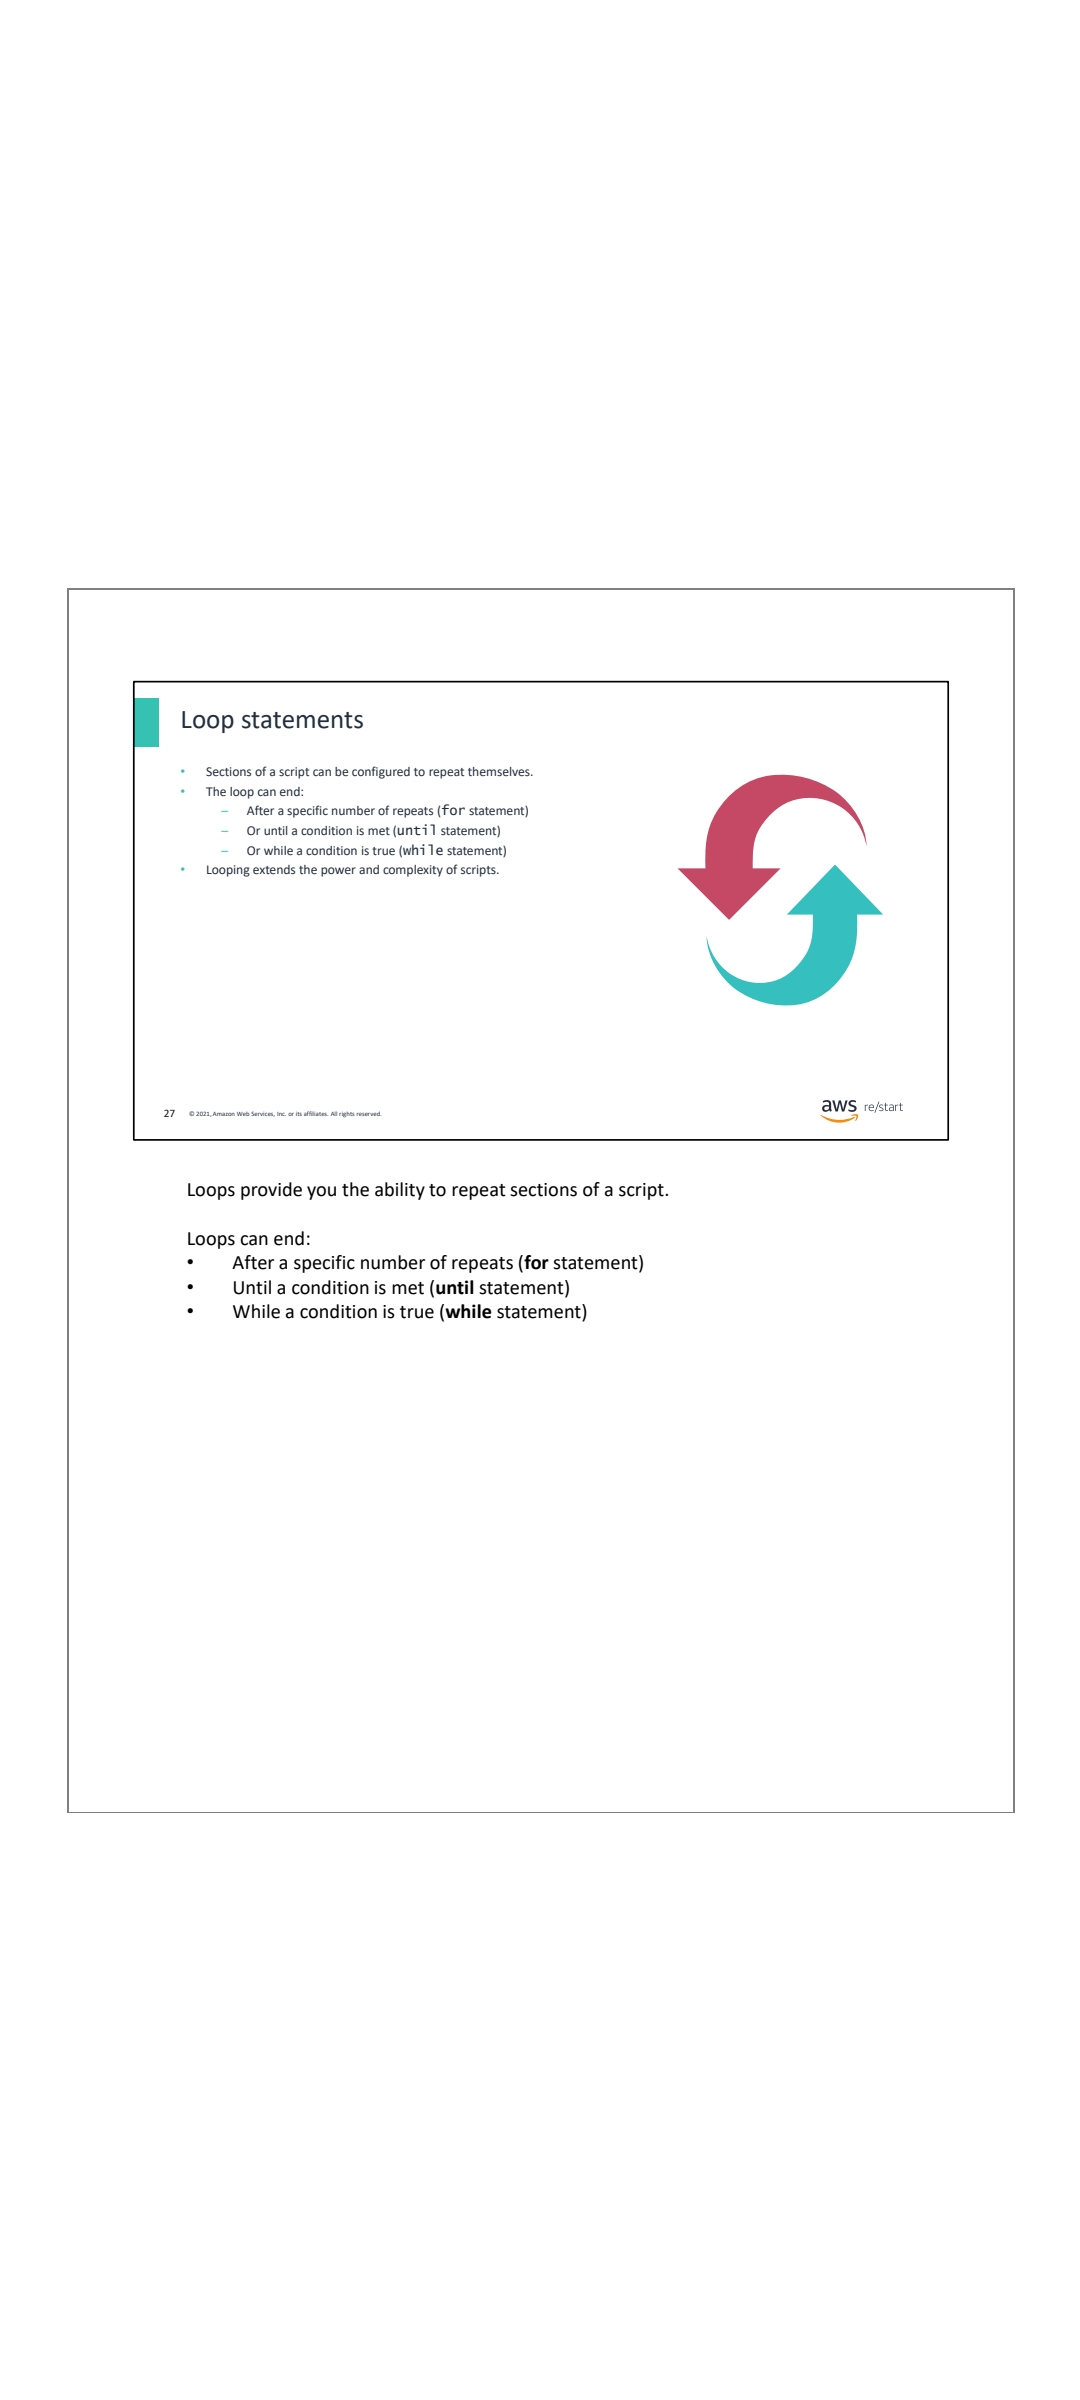 Loop statements
• Sections of a script can be configured to repeat themselves.
• The loop can end:
– After a specific number of repeats (for statement)
– Or until a condition is met (until statement)
– Or while a condition is true (while statement)
• Looping extends the power and complexity of scripts.
27 © 2021, Amazon Web Services, Inc. or its affiliates. All rights reserved.
aws re/start
Loops provide you the ability to repeat sections of a script.
Loops can end:
• After a specific number of repeats (for statement)
• Until a condition is met (until statement)
• While a condition is true (while statement)